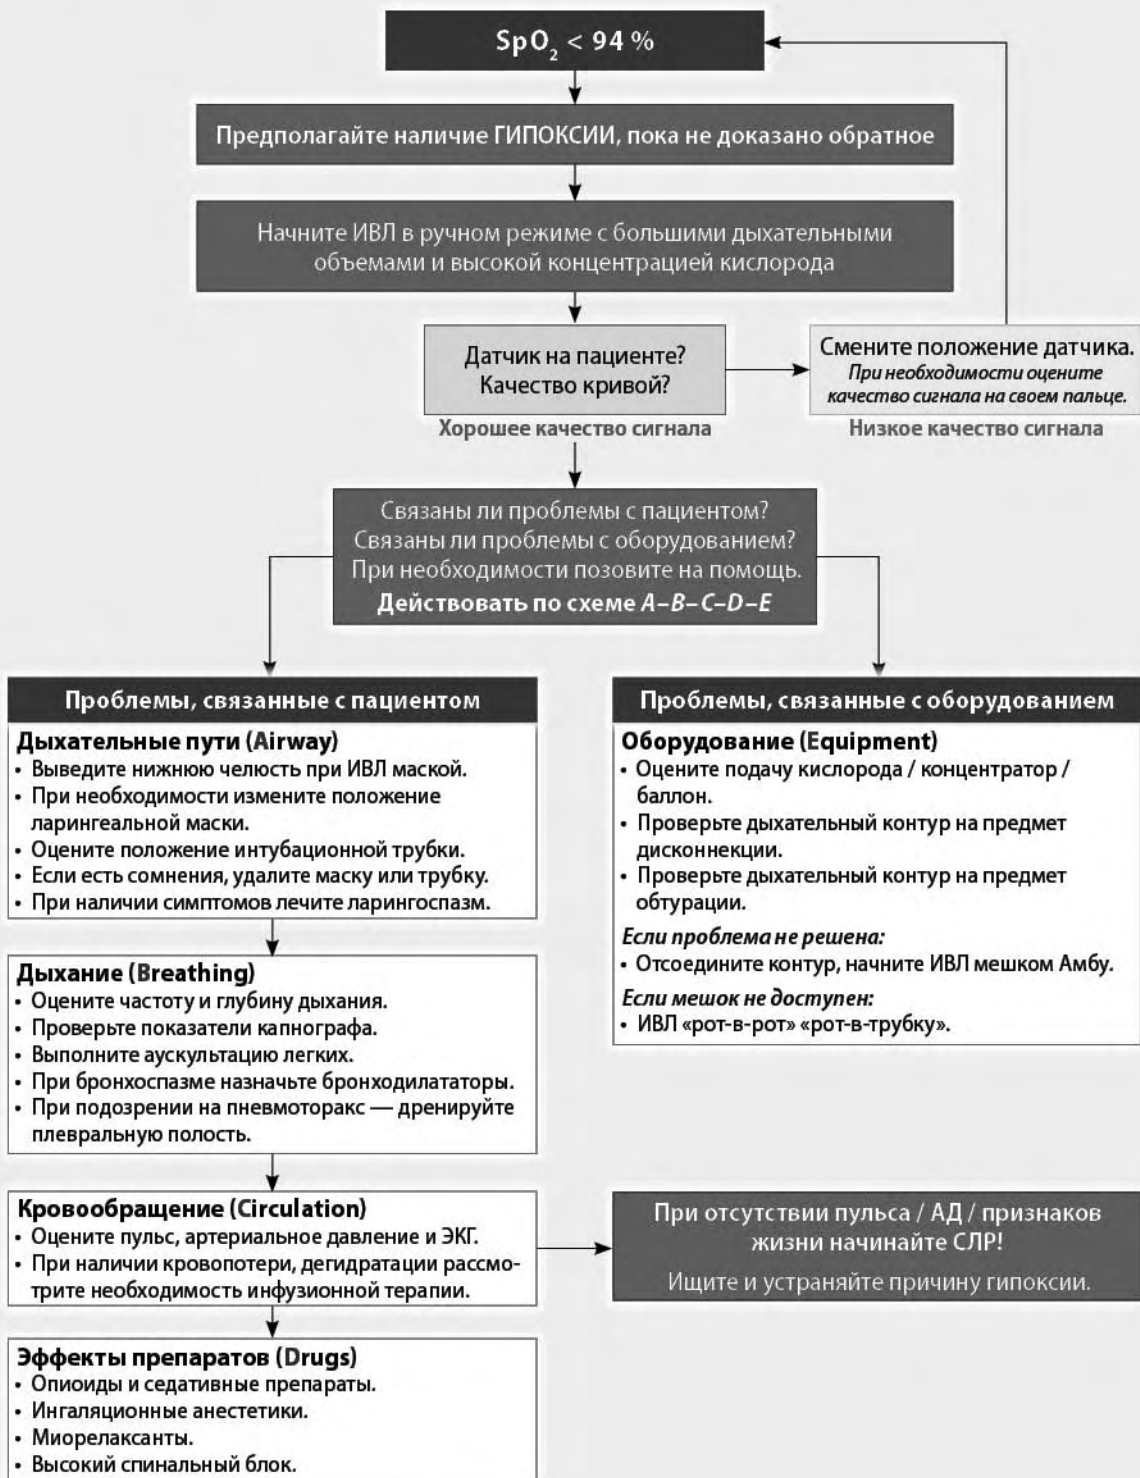 SpO₂ < 94 %
Предполагайте наличие ГИПОКСИИ, пока не доказано обратное
Начните ИВЛ в ручном режиме с большими дыхательными
объемами и высокой концентрацией кислорода
Датчик на пациенте?
Качество кривой?
Смените положение датчика.
При необходимости оцените
качество сигнала на своем пальце.
Хорошее качество сигнала
Низкое качество сигнала
Связаны ли проблемы с пациентом?
Связаны ли проблемы с оборудованием?
При необходимости позовите на помощь.
Действовать по схеме A–B–C–D–E
Проблемы, связанные с пациентом
Дыхательные пути (Airway)
• Выведите нижнюю челюсть при ИВЛ маской.
• При необходимости измените положение
ларингеальной маски.
• Оцените положение интубационной трубки.
• Если есть сомнения, удалите маску или трубку.
• При наличии симптомов лечите ларингоспазм.
Дыхание (Breathing)
• Оцените частоту и глубину дыхания.
• Проверьте показатели капнографа.
• Выполните аускультацию легких.
• При бронхоспазме назначьте бронходилататоры.
• При подозрении на пневмоторакс — дренируйте
плевральную полость.
Кровообращение (Circulation)
• Оцените пульс, артериальное давление и ЭКГ.
• При наличии кровопотери, дегидратации рассмо-
трите необходимость инфузионной терапии.
Эффекты препаратов (Drugs)
• Опиоиды и седативные препараты.
• Ингаляционные анестетики.
• Миорелаксанты.
• Высокий спинальный блок.
Проблемы, связанные с оборудованием
Оборудование (Equipment)
• Оцените подачу кислорода / концентратор /
баллон.
• Проверьте дыхательный контур на предмет
дисконнекции.
• Проверьте дыхательный контур на предмет
обтурации.
Если проблема не решена:
• Отсоедините контур, начните ИВЛ мешком Амбу.
Если мешок не доступен:
• ИВЛ «рот-в-рот» «рот-в-трубку».
При отсутствии пульса / АД / признаков
жизни начинайте СЛР!
Ищите и устраняйте причину гипоксии.